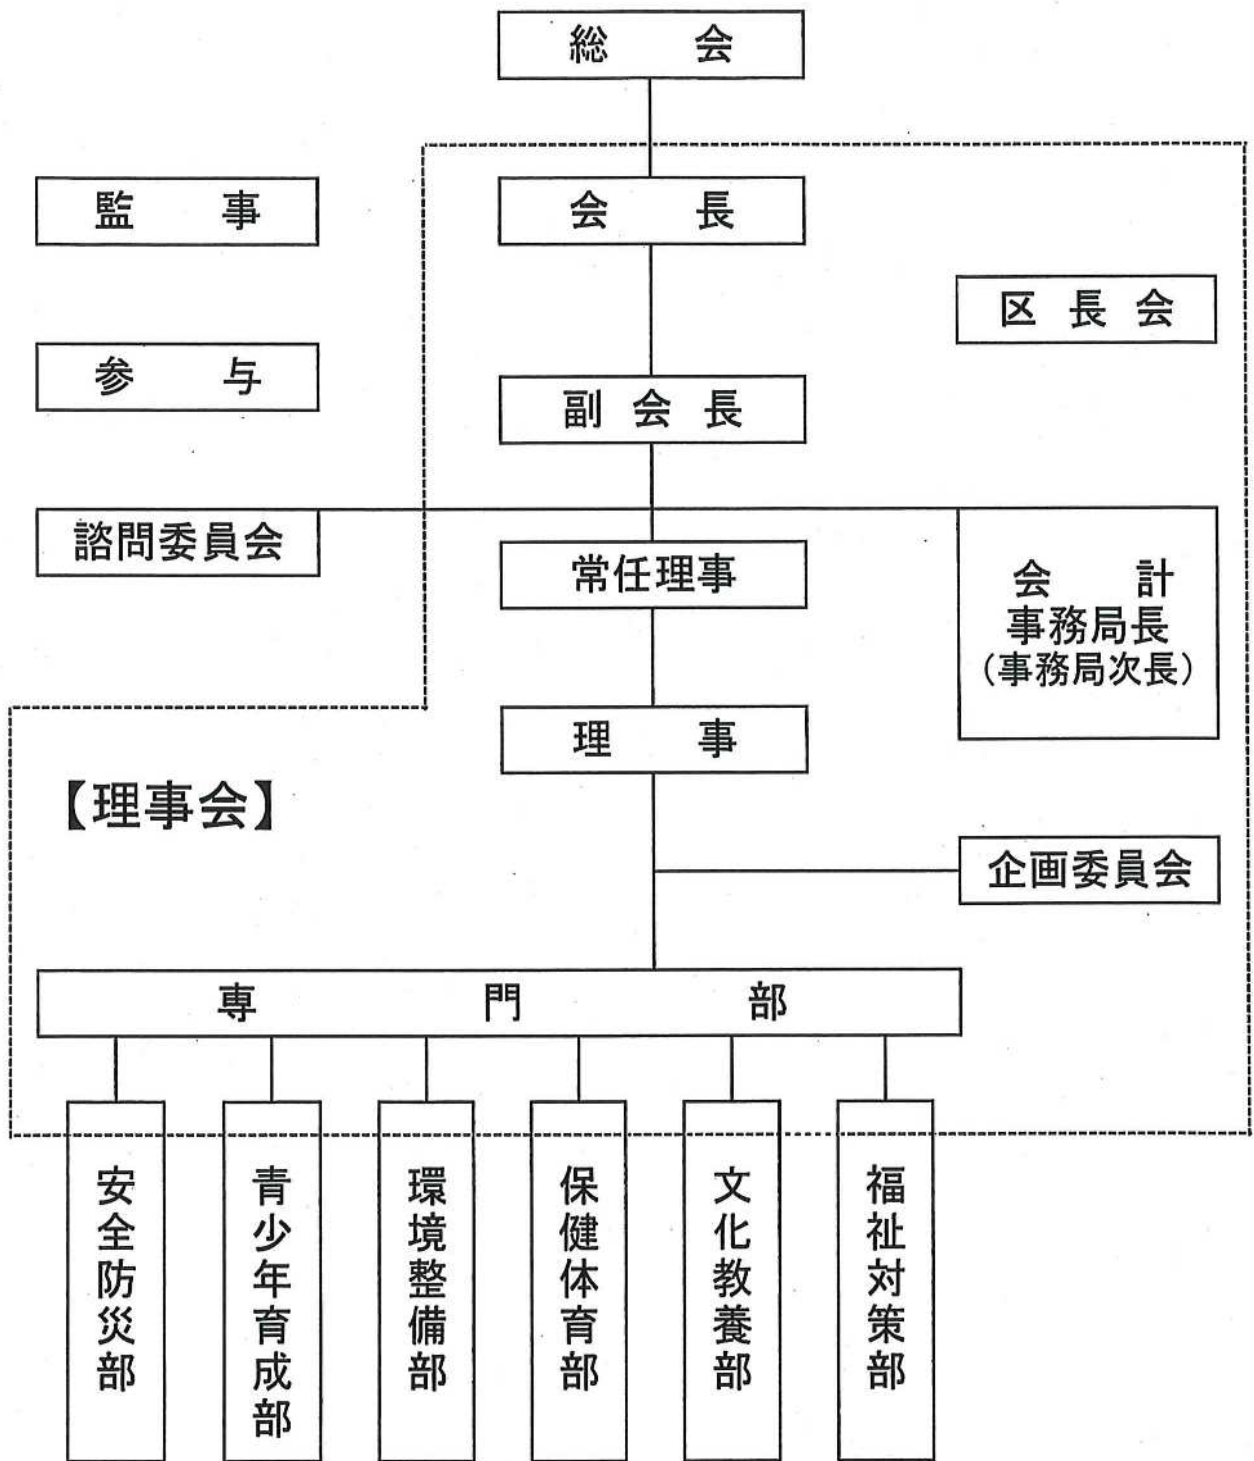 総会
監事
会長
区長会
参与
副会長
諮問委員会
常任理事
会計
事務局長
(事務局次長)
理事
【理事会】
企画委員会
専門部
安全防災部
青少年育成部
環境整備部
保健体育部
文化教養部
福祉対策部